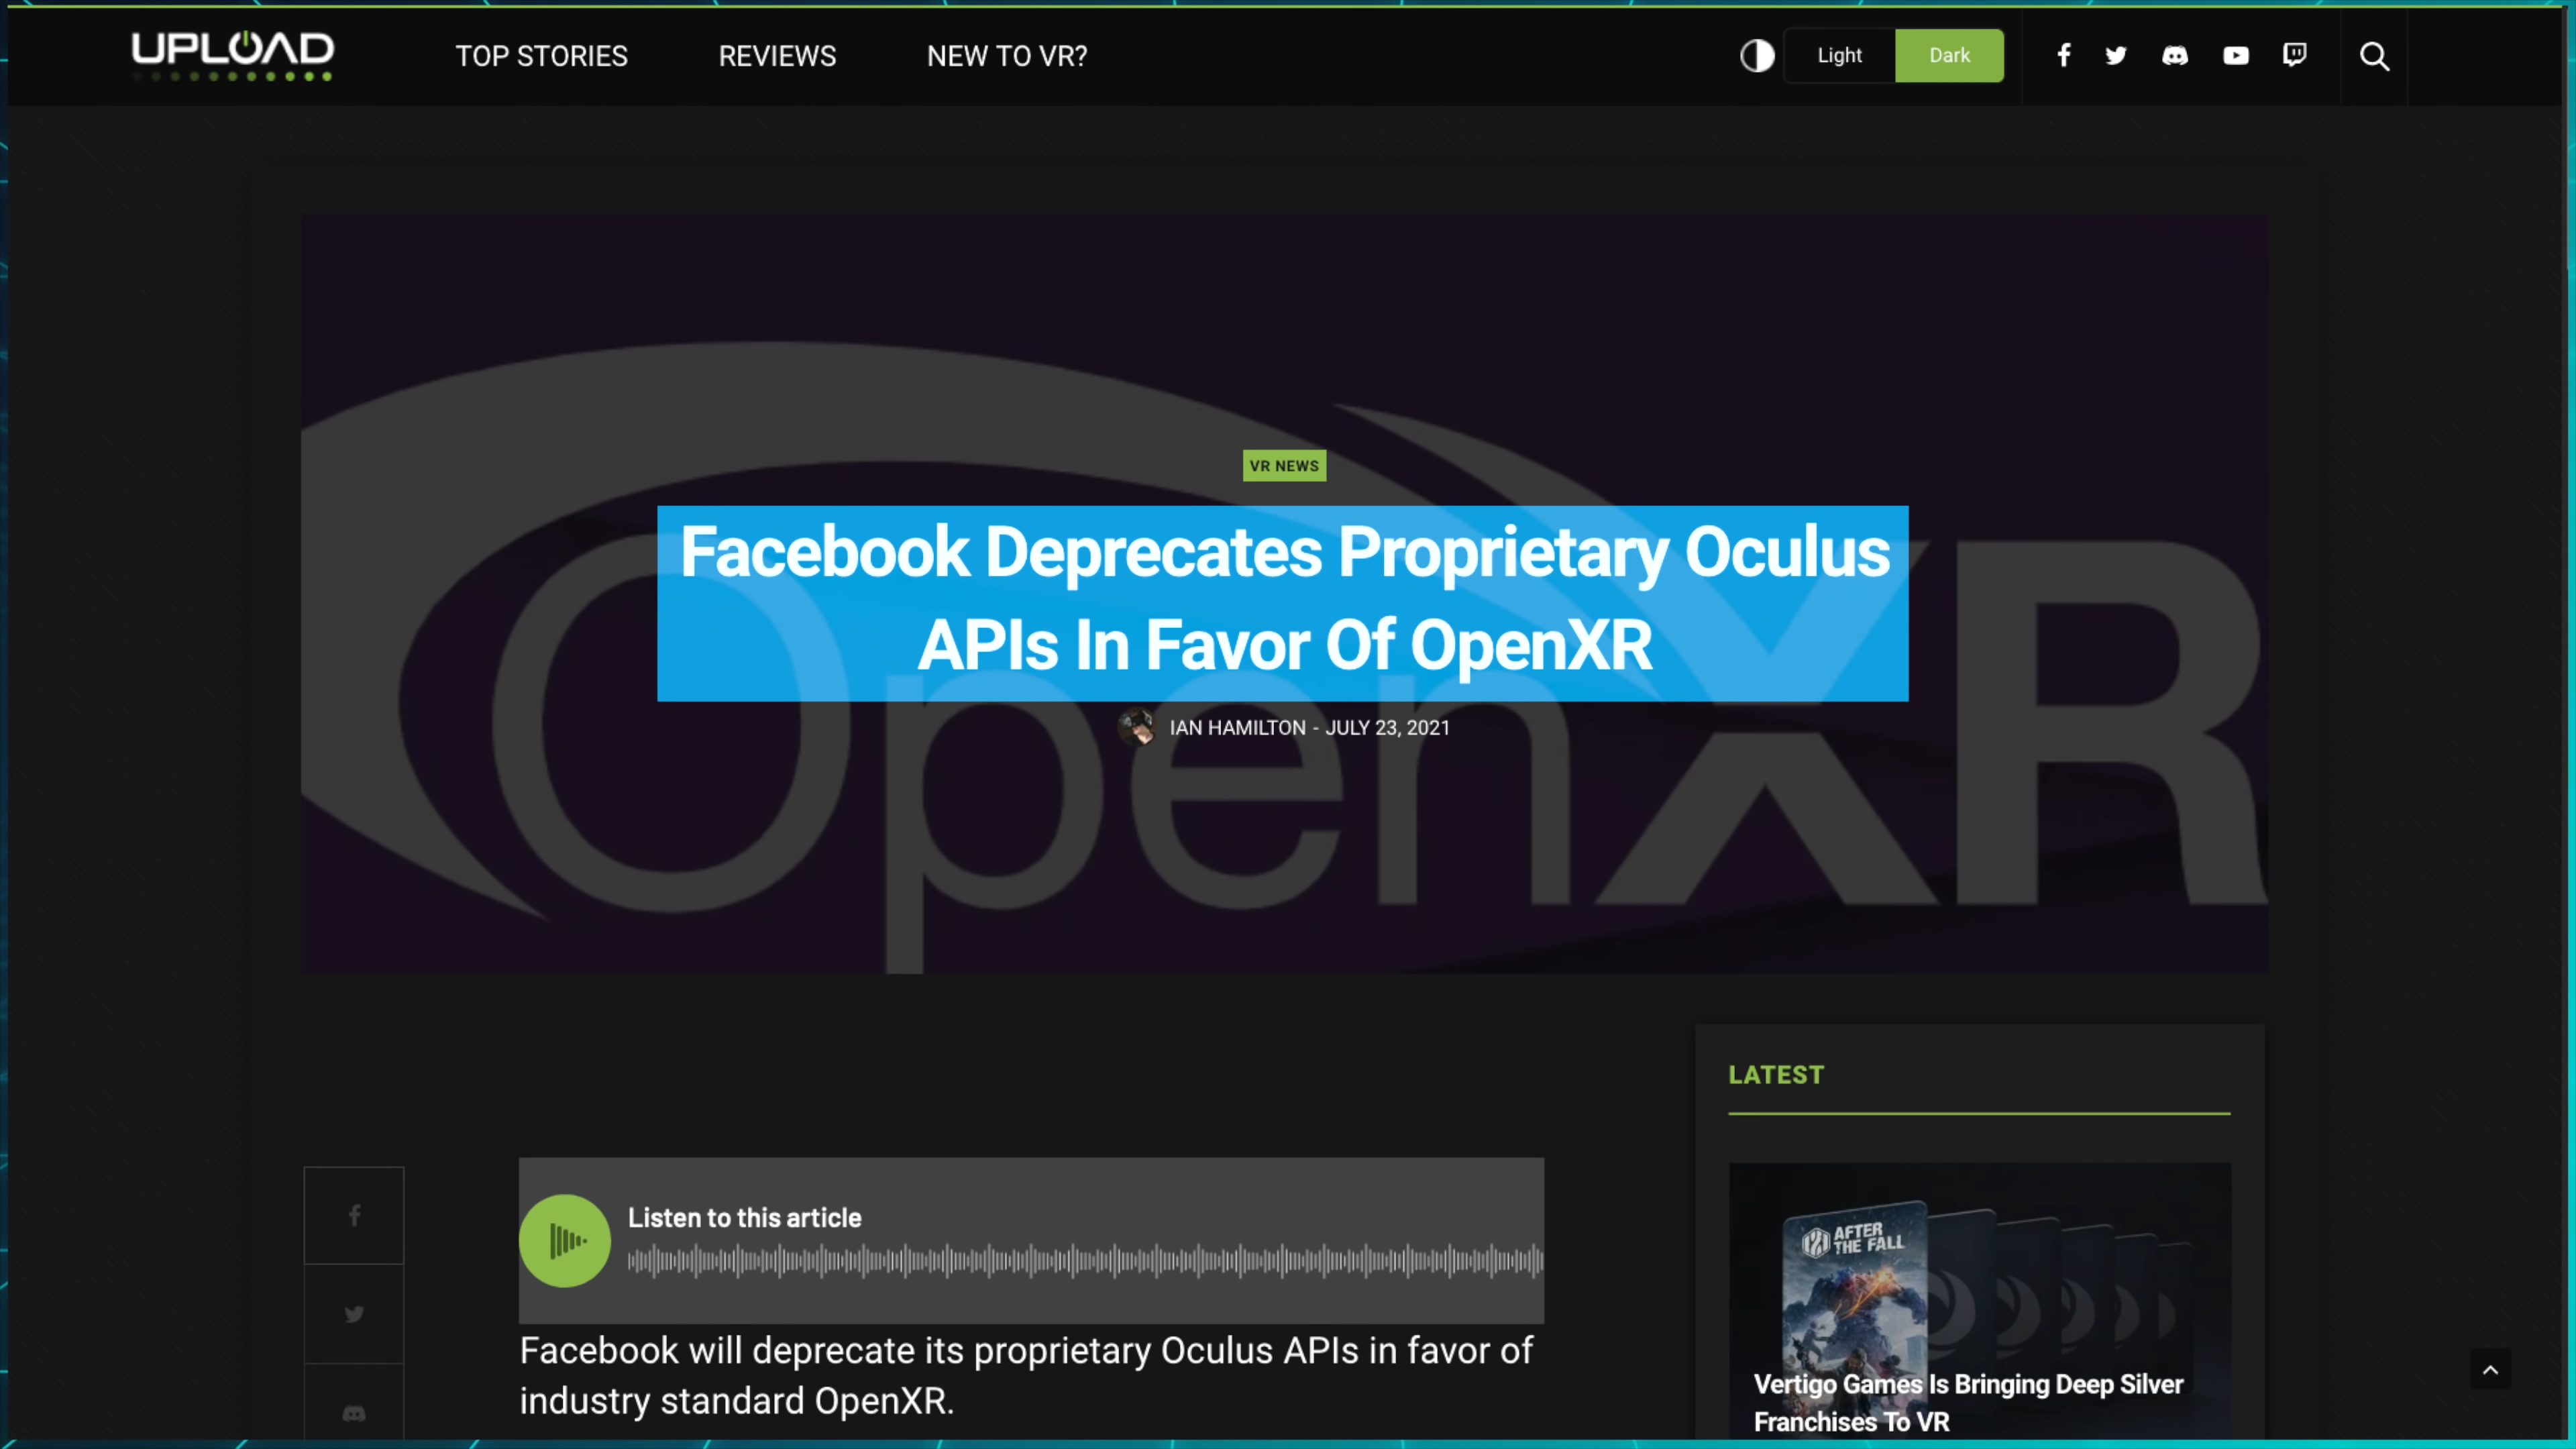 UPLOAD
TOP STORIES
REVIEWS
NEW TO VR?
Light
Dark
OpenXR
VR NEWS
Facebook Deprecates Proprietary Oculus
APIs In Favor Of OpenXR
IAN HAMILTON - JULY 23, 2021
Listen to this article
Facebook will deprecate its proprietary Oculus APIs in favor of
industry standard OpenXR.
LATEST
AFTER
THE FALL
Vertigo Games Is Bringing Deep Silver
Franchises To VR